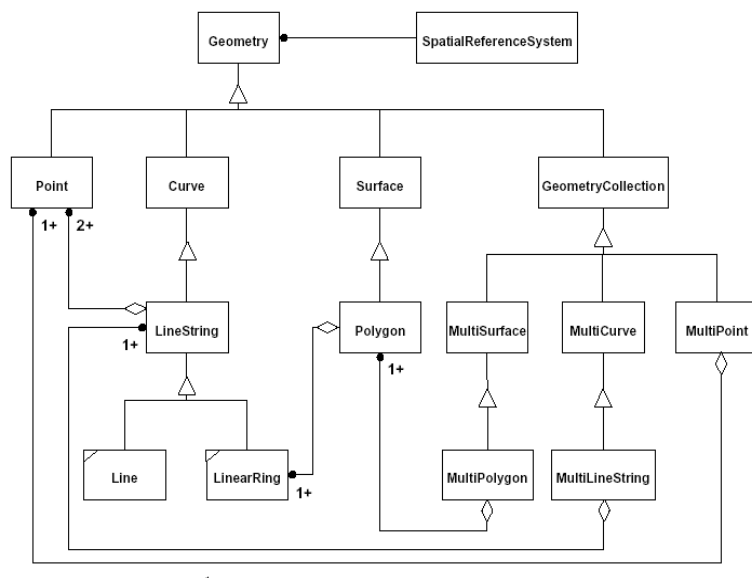 Geometry
SpatialReferenceSystem
Point
Curve
Surface
GeometryCollection
1+
2+
LineString
Polygon
MultiSurface
MultiCurve
MultiPoint
1+
1+
Line
LinearRing
MultiPolygon
MultiLineString
1+